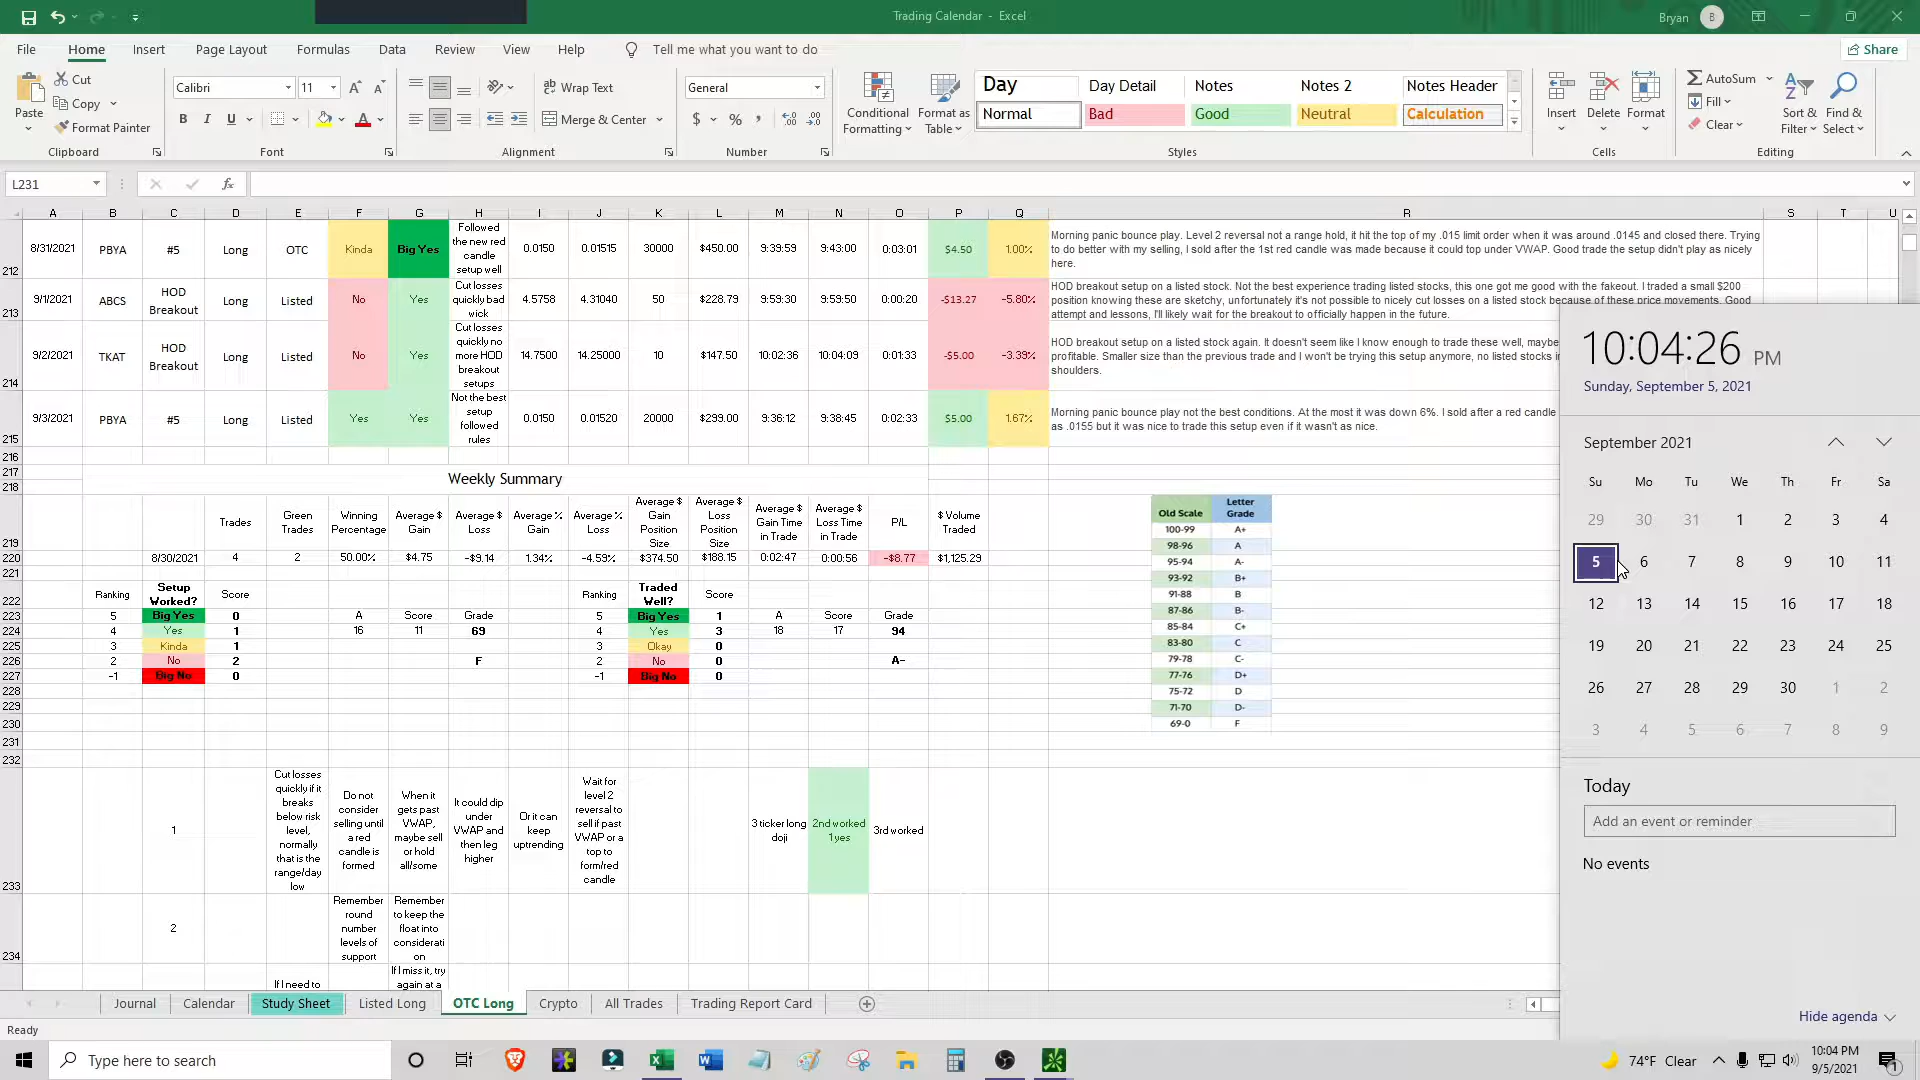 Trading Calendar - Excel
Bryan
B
File
Home
Insert
Page Layout
Formulas
Data
Review
View
Help
Tell me what you want to do
Share
Paste
Cut
Copy
Format Painter
Clipboard
Calibri
11
B I U
Font
Wrap Text
Merge & Center
Alignment
General
$ % ,
Number
Conditional Formatting
Format as Table
Day
Day Detail
Notes
Notes 2
Notes Header
Normal
Bad
Good
Neutral
Calculation
Styles
Insert
Delete
Format
Cells
AutoSum
Fill
Clear
Sort & Filter
Find & Select
Editing
L231
fx
A B C D E F G H I J K L M N O P Q R S T U
212 8/31/2021 PBYA #5 Long OTC Kinda Big Yes Followed the new red candle setup well 0.0150 0.01515 30000 $450.00 9:39:59 9:43:00 0:03:01 $4.50 1.00%
Morning panic bounce play. Level 2 reversal not a range hold, it hit the top of my .015 limit order when it was around .0145 and closed there. Trying
to do better with my selling, I sold after the 1st red candle was made because it could top under VWAP. Good trade the setup didn't play as nicely
here.
213 9/1/2021 ABCS HOD Breakout Long Listed No Yes Cut losses quickly bad wick 4.5758 4.31040 50 $228.79 9:59:30 9:59:50 0:00:20 -$13.27 -5.80%
HOD breakout setup on a listed stock. Not the best experience trading listed stocks, this one got me good with the fakeout. I traded a small $200
position knowing these are sketchy, unfortunately it's not possible to nicely cut losses on a listed stock because of these price movements. Good
attempt and lessons, I'll likely wait for the breakout to officially happen in the future.
214 9/2/2021 TKAT HOD Breakout Long Listed No Yes Cut losses quickly no more HOD breakout setups 14.7500 14.25000 10 $147.50 10:02:36 10:04:09 0:01:33 -$5.00 -3.39%
HOD breakout setup on a listed stock again. It doesn't seem like I know enough to trade these well, maybe
profitable. Smaller size than the previous trade and I won't be trying this setup anymore, no listed stocks
shoulders.
215 9/3/2021 PBYA #5 Long Listed Yes Yes Not the best setup followed rules 0.0150 0.01520 20000 $299.00 9:36:12 9:38:45 0:02:33 $5.00 1.67%
Morning panic bounce play not the best conditions. At the most it was down 6%. I sold after a red candle
as .0155 but it was nice to trade this setup even if it wasn't as nice.
216
217
218 Weekly Summary
219 Trades Green Trades Winning Percentage Average $ Gain Average $ Loss Average % Gain Average % Loss Average $ Gain Position Size Average $ Loss Position Size Average $ Gain Time in Trade Average $ Loss Time in Trade P/L $ Volume Traded
220 8/30/2021 4 2 50.00% $4.75 -$9.14 1.34% -4.59% $374.50 $188.15 0:02:47 0:00:56 -$8.77 $1,125.29
221
222 Ranking Setup Worked? Score Ranking Traded Well? Score
223 5 Big Yes 0 A Score Grade 5 Big Yes 1 A Score Grade
224 4 Yes 1 16 11 69 4 Yes 3 18 17 94
225 3 Kinda 1 3 Okay 0
226 2 No 2 F 2 No 0 A-
227 -1 Big No 0 -1 Big No 0
228
229
230
231
232
Old Scale Letter Grade
100-99 A+
98-96 A
95-94 A-
93-92 B+
91-88 B
87-86 B-
85-84 C+
83-80 C
79-78 C-
77-76 D+
75-72 D
71-70 D-
69-0 F
233 1 Cut losses quickly if it breaks below risk level, normally that is the range/day low Do not consider selling until a red candle is formed When it gets past VWAP, maybe sell or hold all/some It could dip under VWAP and then leg higher Or it can keep uptrending Wait for level 2 reversal to sell if past VWAP or a top to form/red candle 3 ticker long doji 2nd worked 1 yes 3rd worked
234 2 Remember round number levels of support Remember to keep the float into considerati on
If I need to
If I miss it, try again at a
10:04:26 PM
Sunday, September 5, 2021
September 2021
Su Mo Tu We Th Fr Sa
29 30 31 1 2 3 4
5 6 7 8 9 10 11
12 13 14 15 16 17 18
19 20 21 22 23 24 25
26 27 28 29 30 1 2
3 4 5 6 7 8 9
Today
Add an event or reminder
No events
Hide agenda
Journal
Calendar
Study Sheet
Listed Long
OTC Long
Crypto
All Trades
Trading Report Card
Ready
Type here to search
74°F Clear
10:04 PM
9/5/2021
1